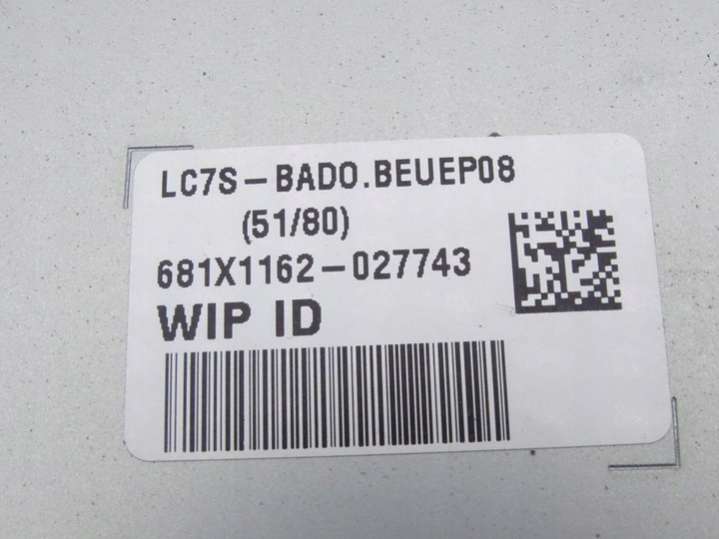 LC7S-BADO.BEUEP08
(51/80)
681X1162-027743
WIP ID